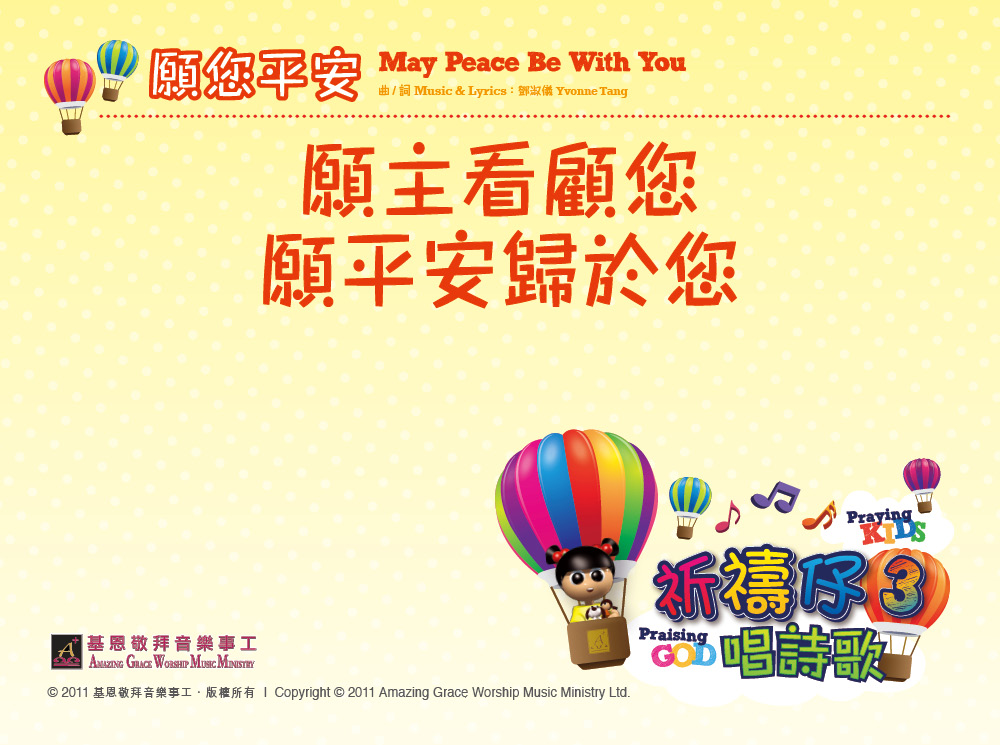 願您平安 May Peace Be With You
曲 / 詞 Music & Lyrics：鄧淑儀 Yvonne Tang
願主看顧您
願平安歸於您
Praying
KIDS
祈禱仔3
Praising
GOD 唱詩歌
A+
基恩敬拜音樂事工
AMAZING GRACE WORSHIP MUSIC MINISTRY
© 2011 基恩敬拜音樂事工．版權所有 | Copyright © 2011 Amazing Grace Worship Music Ministry Ltd.